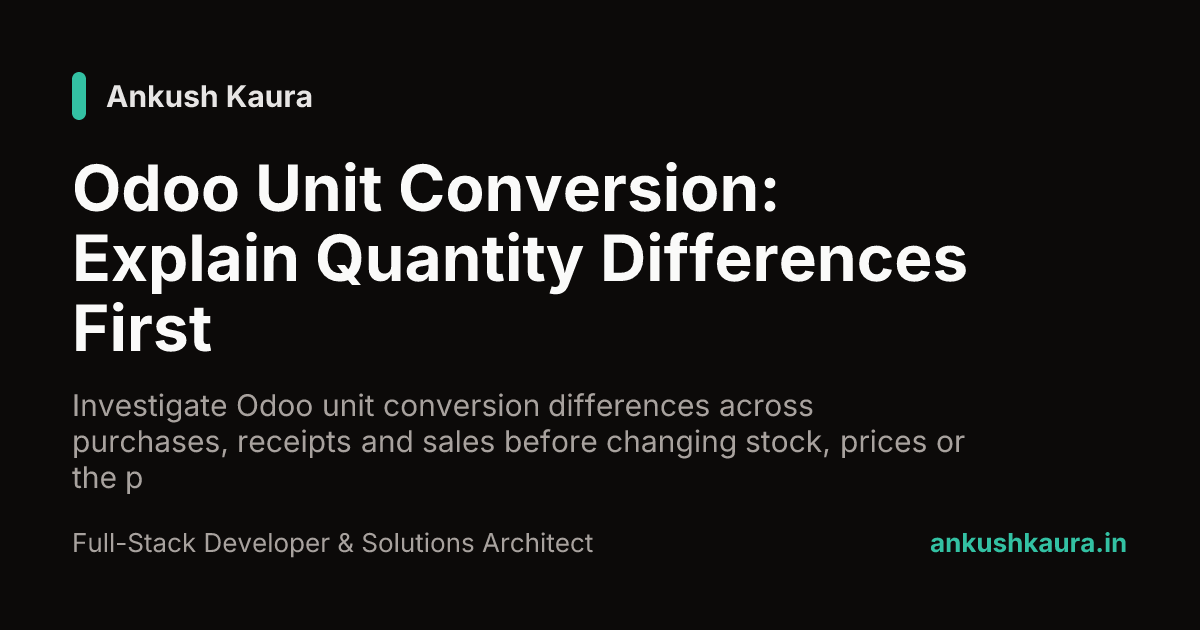 Ankush Kaura
Odoo Unit Conversion:
Explain Quantity Differences
First
Investigate Odoo unit conversion differences across
purchases, receipts and sales before changing stock, prices or
the p
Full-Stack Developer & Solutions Architect
ankushkaura.in